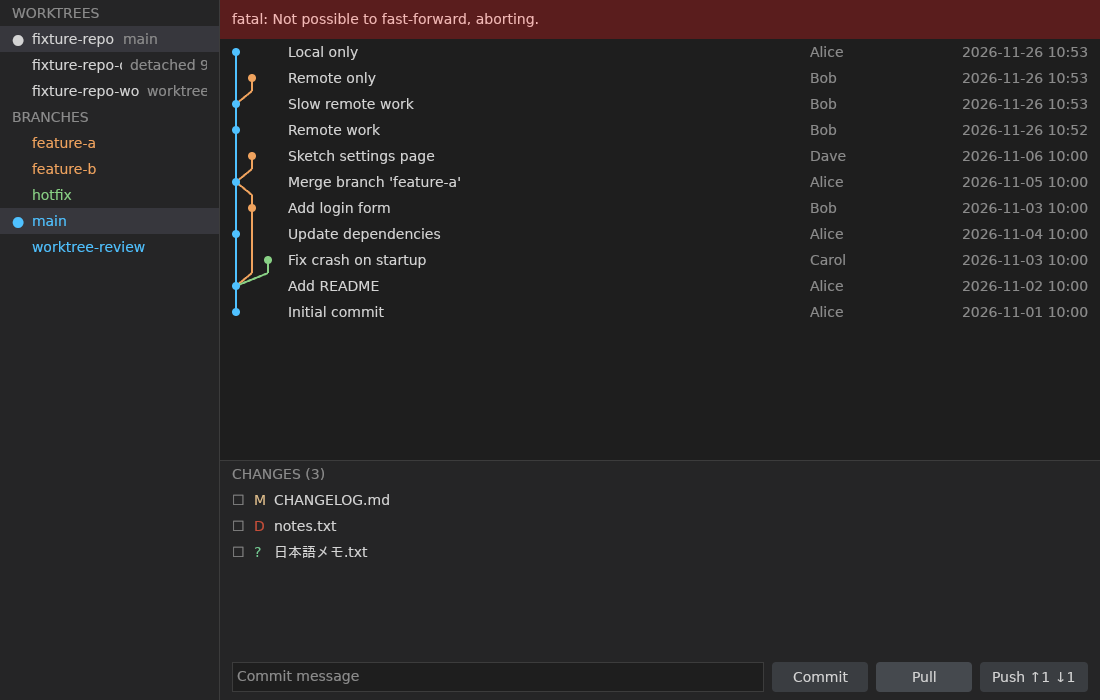 WORKTREES
fixture-repo main
fixture-repo- detached 9
fixture-repo-wo worktree
BRANCHES
feature-a
feature-b
hotfix
main
worktree-review
fatal: Not possible to fast-forward, aborting.
Local only Alice 2026-11-26 10:53
Remote only Bob 2026-11-26 10:53
Slow remote work Bob 2026-11-26 10:53
Remote work Bob 2026-11-26 10:52
Sketch settings page Dave 2026-11-06 10:00
Merge branch 'feature-a' Alice 2026-11-05 10:00
Add login form Bob 2026-11-03 10:00
Update dependencies Alice 2026-11-04 10:00
Fix crash on startup Carol 2026-11-03 10:00
Add README Alice 2026-11-02 10:00
Initial commit Alice 2026-11-01 10:00
CHANGES (3)
☐ M CHANGELOG.md
☐ D notes.txt
☐ ? 日本語メモ.txt
Commit message
Commit
Pull
Push ↑1 ↓1